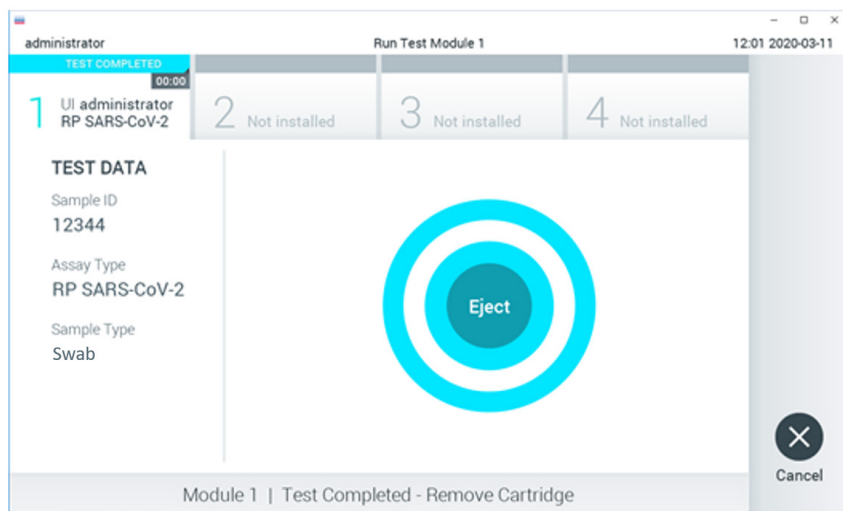 administrator Run Test Module 1 12:01 2020-03-11
TEST COMPLETED
00:00
1 UI administrator
RP SARS-CoV-2
2 Not installed
3 Not installed
4 Not installed
TEST DATA
Sample ID
12344
Assay Type
RP SARS-CoV-2
Sample Type
Swab
Eject
Cancel
Module 1 | Test Completed - Remove Cartridge